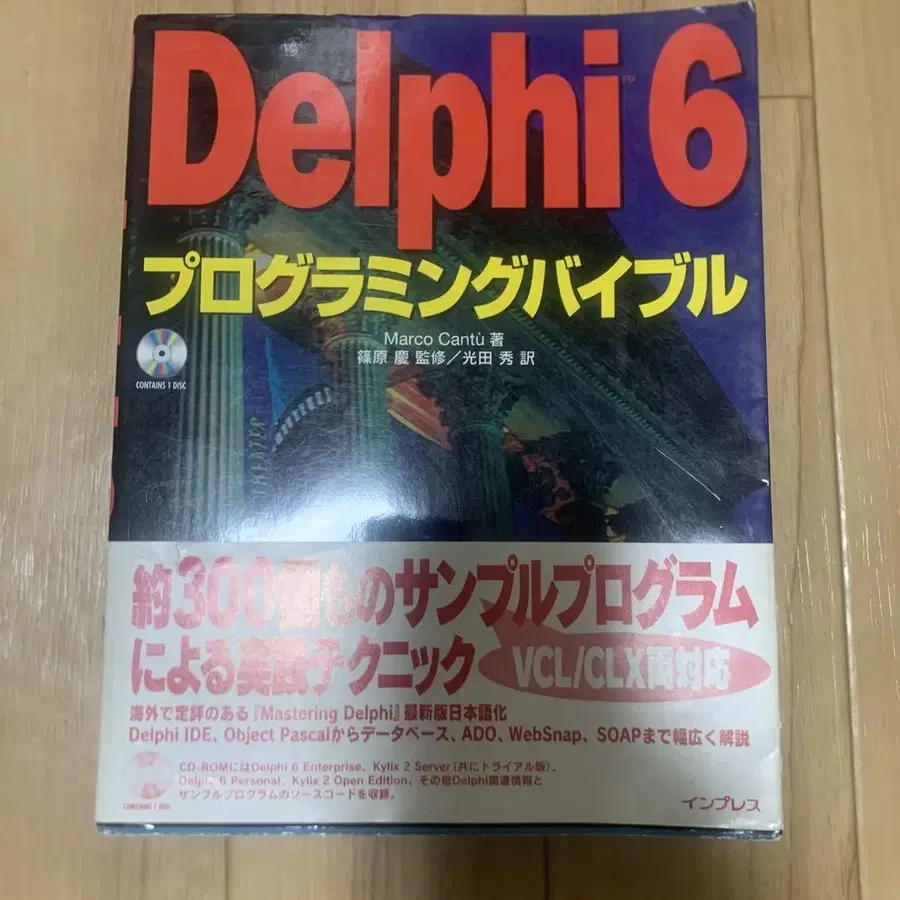 Delphi 6
プログラミングバイブル
Marco Cantù 著
篠原 慶 監修／光田 秀 訳
CONTAINS 1 DISC
THEATER
約300個ものサンプルプログラム
による実践テクニック
VCL/CLX両対応
海外で定評のある『Mastering Delphi』最新版日本語化
Delphi IDE、Object Pascalからデータベース、ADO、WebSnap、SOAPまで幅広く解説
CD-ROMにはDelphi 6 Enterprise、Kylix 2 Server（共にトライアル版）、
Delphi 6 Personal、Kylix 2 Open Edition、その他Delphi関連情報と
サンプルプログラムのソースコードを収録。
CONTAINS 1 DISC
インプレス